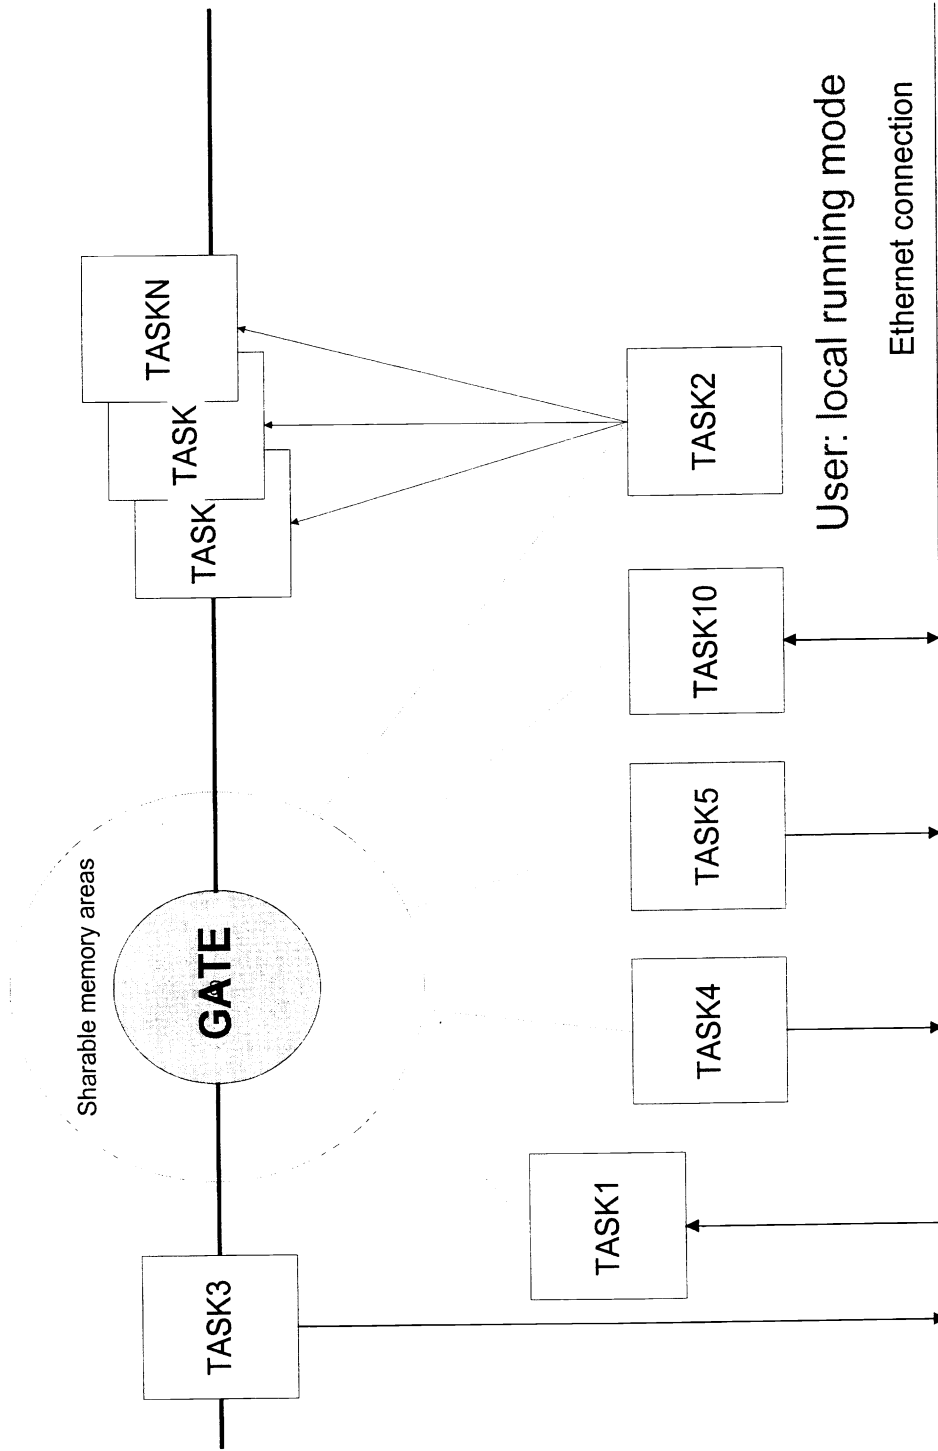 Sharable memory areas
TASK3
GATE
TASK
TASK
TASKN
TASK1
TASK4
TASK5
TASK10
TASK2
User: local running mode
Ethernet connection